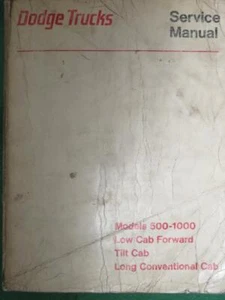 Dodge Trucks
Service
Manual
Models 500-1000
Low Cab Forward
Tilt Cab
Long Conventional Cab